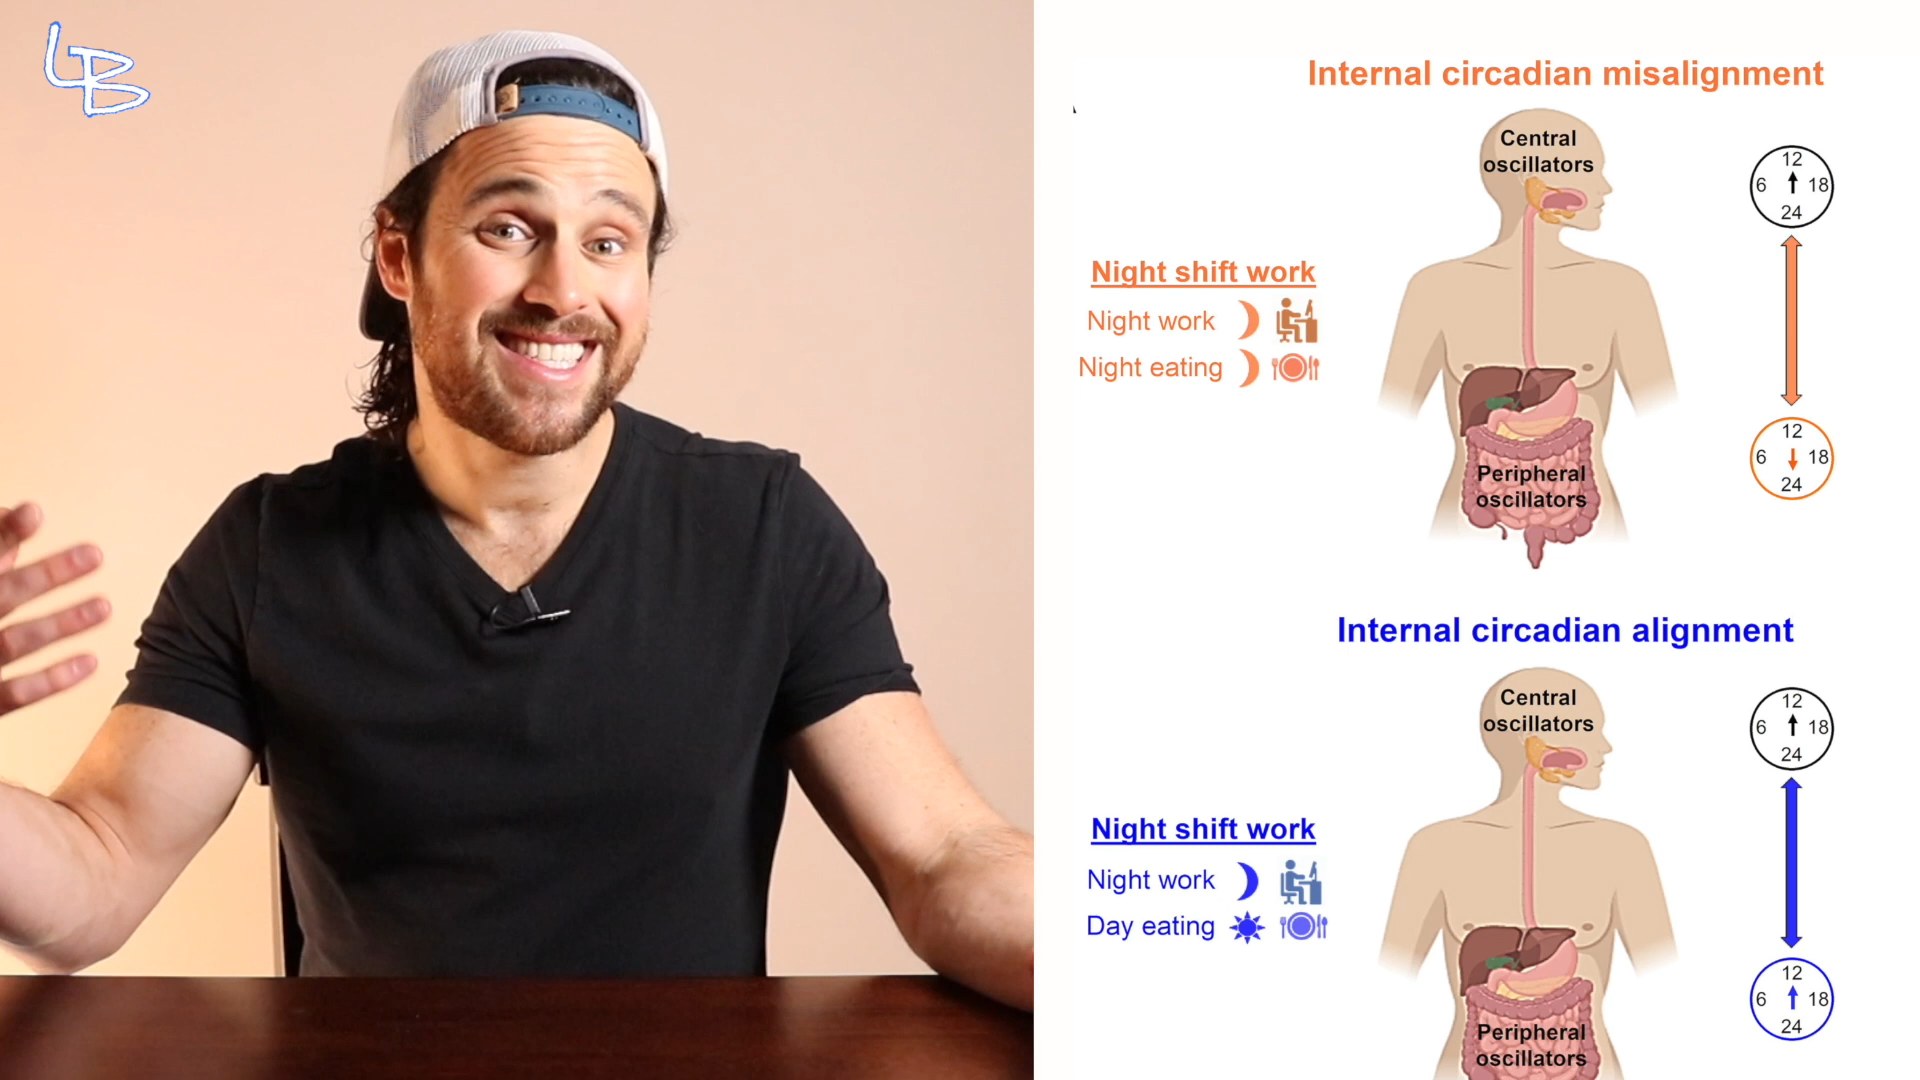 LB
Internal circadian misalignment
Central
oscillators
12
6 18
24
Night shift work
Night work
Night eating
12
6 18
24
Peripheral
oscillators
Internal circadian alignment
Central
oscillators
12
6 18
24
Night shift work
Night work
Day eating
12
6 18
24
Peripheral
oscillators